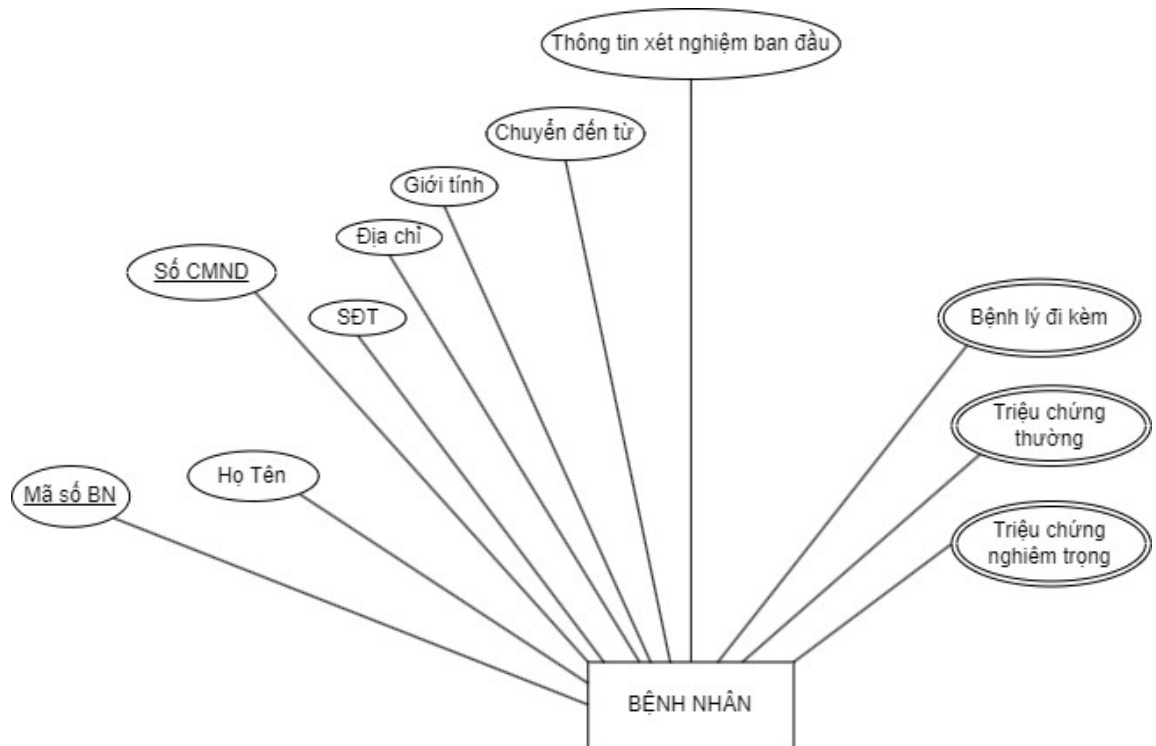 Thông tin xét nghiệm ban đầu
Chuyển đến từ
Giới tính
Địa chỉ
Số CMND
SĐT
Bệnh lý đi kèm
Triệu chứng
thường
Họ Tên
Mã số BN
Triệu chứng
nghiêm trọng
BỆNH NHÂN